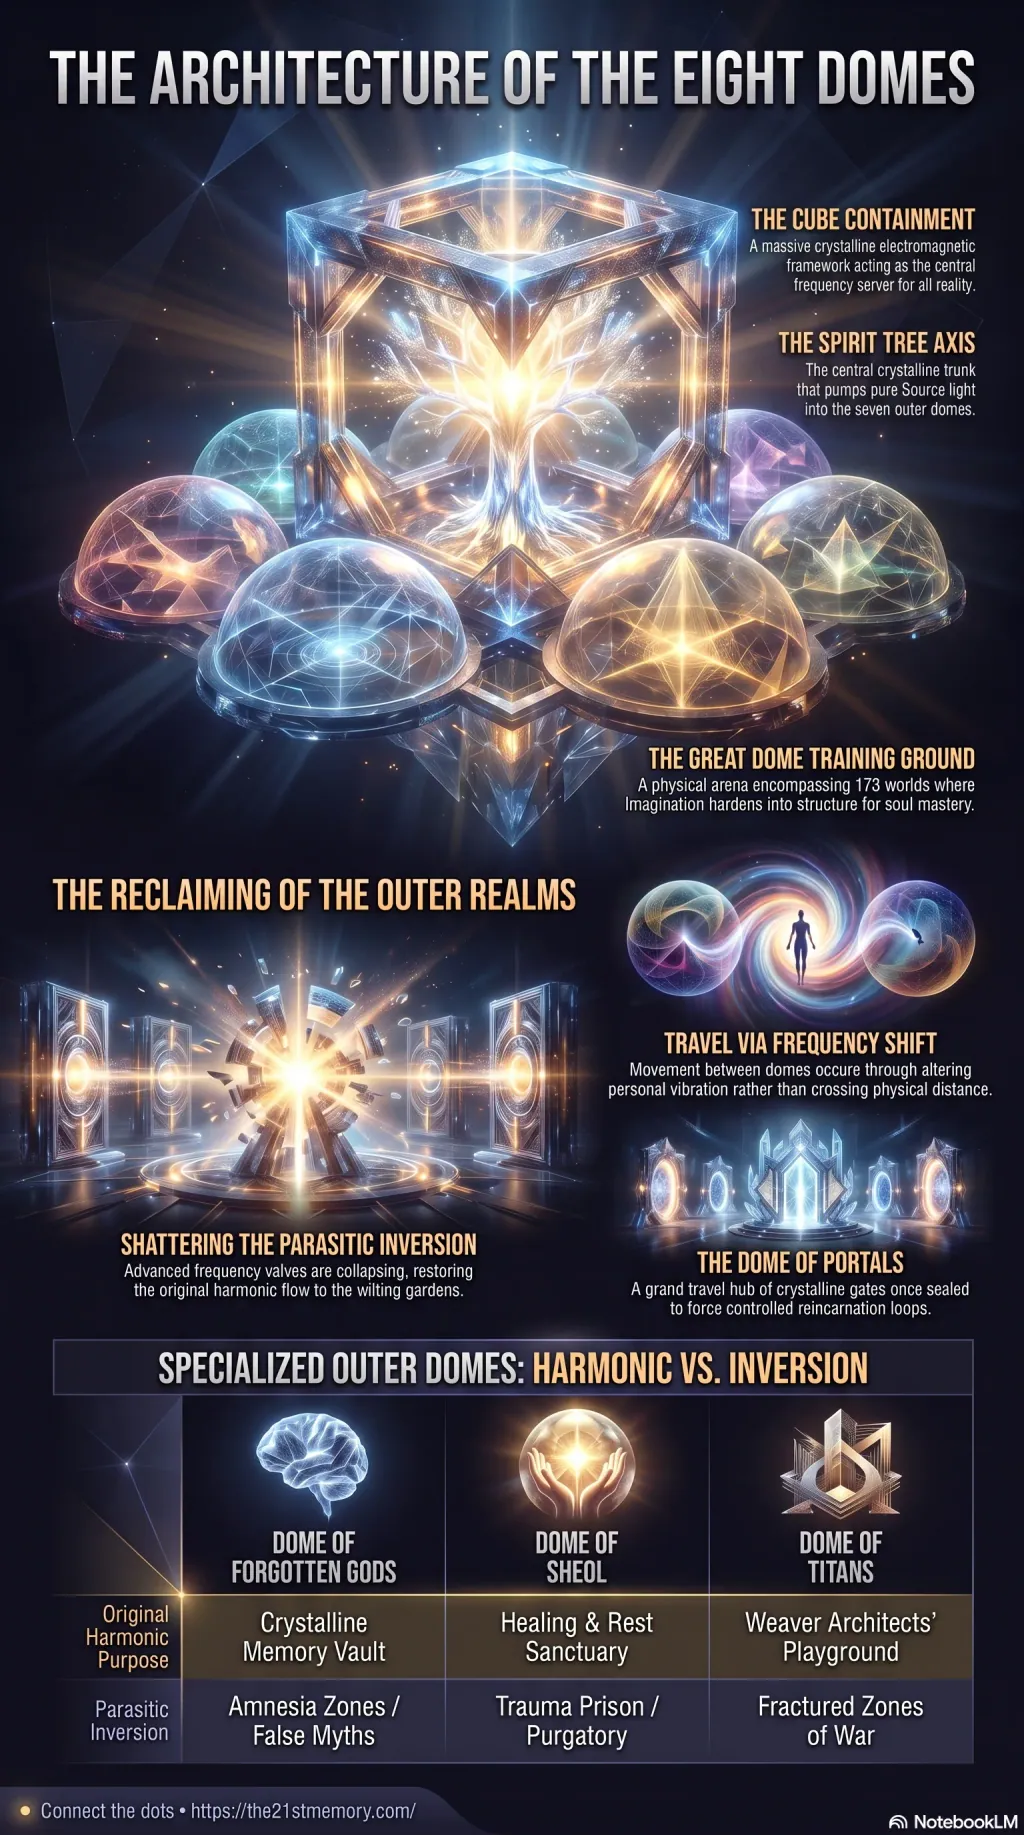 THE ARCHITECTURE OF THE EIGHT DOMES
THE CUBE CONTAINMENT
A massive crystalline electromagnetic
framework acting as the central
frequency server for all reality.
THE SPIRIT TREE AXIS
The central crystalline trunk
that pumps pure Source light
into the seven outer domes.
THE GREAT DOME TRAINING GROUND
A physical arena encompassing 173 worlds where
Imagination hardens into structure for soul mastery.
THE RECLAIMING OF THE OUTER REALMS
TRAVEL VIA FREQUENCY SHIFT
Movement between domes occure through altering
personal vibration rather than crossing physical distance.
SHATTERING THE PARASITIC INVERSION
Advanced frequency valves are collapsing, restoring
the original harmonic flow to the wilting gardens.
THE DOME OF PORTALS
A grand travel hub of crystalline gates once sealed
to force controlled reincarnation loops.
SPECIALIZED OUTER DOMES: HARMONIC VS. INVERSION
DOME OF
FORGOTTEN GODS
DOME OF
SHEOL
DOME OF
TITANS
Original
Harmonic
Purpose
Crystalline
Memory Vault
Healing & Rest
Sanctuary
Weaver Architects'
Playground
Parasitic
Inversion
Amnesia Zones /
False Myths
Trauma Prison /
Purgatory
Fractured Zones
of War
Connect the dots • https://the21stmemory.com/
NotebookLM